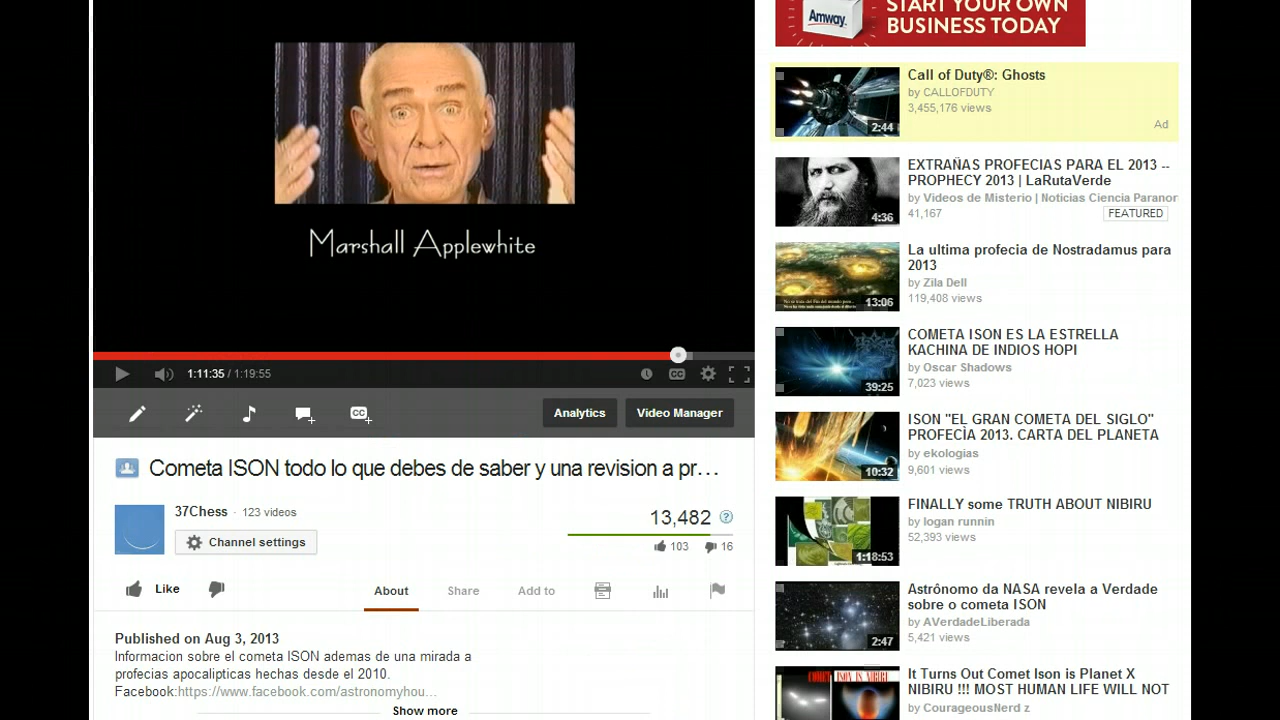 Marshall Applewhite
1:11:35 / 1:19:55
CC
CC
Analytics
Video Manager
Cometa ISON todo lo que debes de saber y una revision a pr…
37Chess · 123 videos
Channel settings
13,482
?
103
16
Like
About
Share
Add to
Published on Aug 3, 2013
Informacion sobre el cometa ISON ademas de una mirada a
profecias apocalipticas hechas desde el 2010.
Facebook:https://www.facebook.com/astronomyhou...
Show more
Amway
START YOUR OWN
BUSINESS TODAY
2:44
Call of Duty®: Ghosts
by CALLOFDUTY
3,455,176 views
Ad
4:36
EXTRAÑAS PROFECIAS PARA EL 2013 --
PROPHECY 2013 | LaRutaVerde
by Videos de Misterio | Noticias Ciencia Paranor
41,167
FEATURED
13:06
La ultima profecia de Nostradamus para
2013
by Zila Dell
119,408 views
39:25
COMETA ISON ES LA ESTRELLA
KACHINA DE INDIOS HOPI
by Oscar Shadows
7,023 views
10:32
ISON "EL GRAN COMETA DEL SIGLO"
PROFECÌA 2013. CARTA DEL PLANETA
by ekologias
9,601 views
1:18:53
FINALLY some TRUTH ABOUT NIBIRU
by logan runnin
52,393 views
2:47
Astrônomo da NASA revela a Verdade
sobre o cometa ISON
by AVerdadeLiberada
5,421 views
COMET ISON IS NIBIRU
It Turns Out Comet Ison is Planet X
NIBIRU !!! MOST HUMAN LIFE WILL NOT
by CourageousNerd z